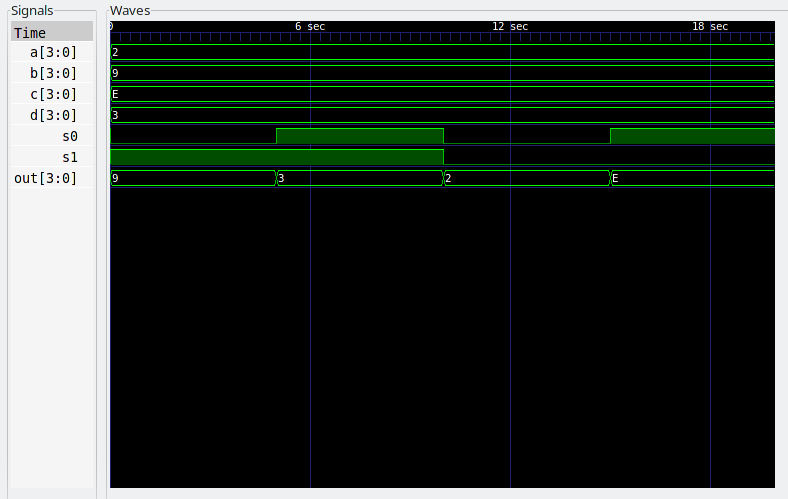 Signals
Waves
Time
0 6 sec 12 sec 18 sec
a[3:0] 2
b[3:0] 9
c[3:0] E
d[3:0] 3
s0
s1
out[3:0] 9 3 2 E